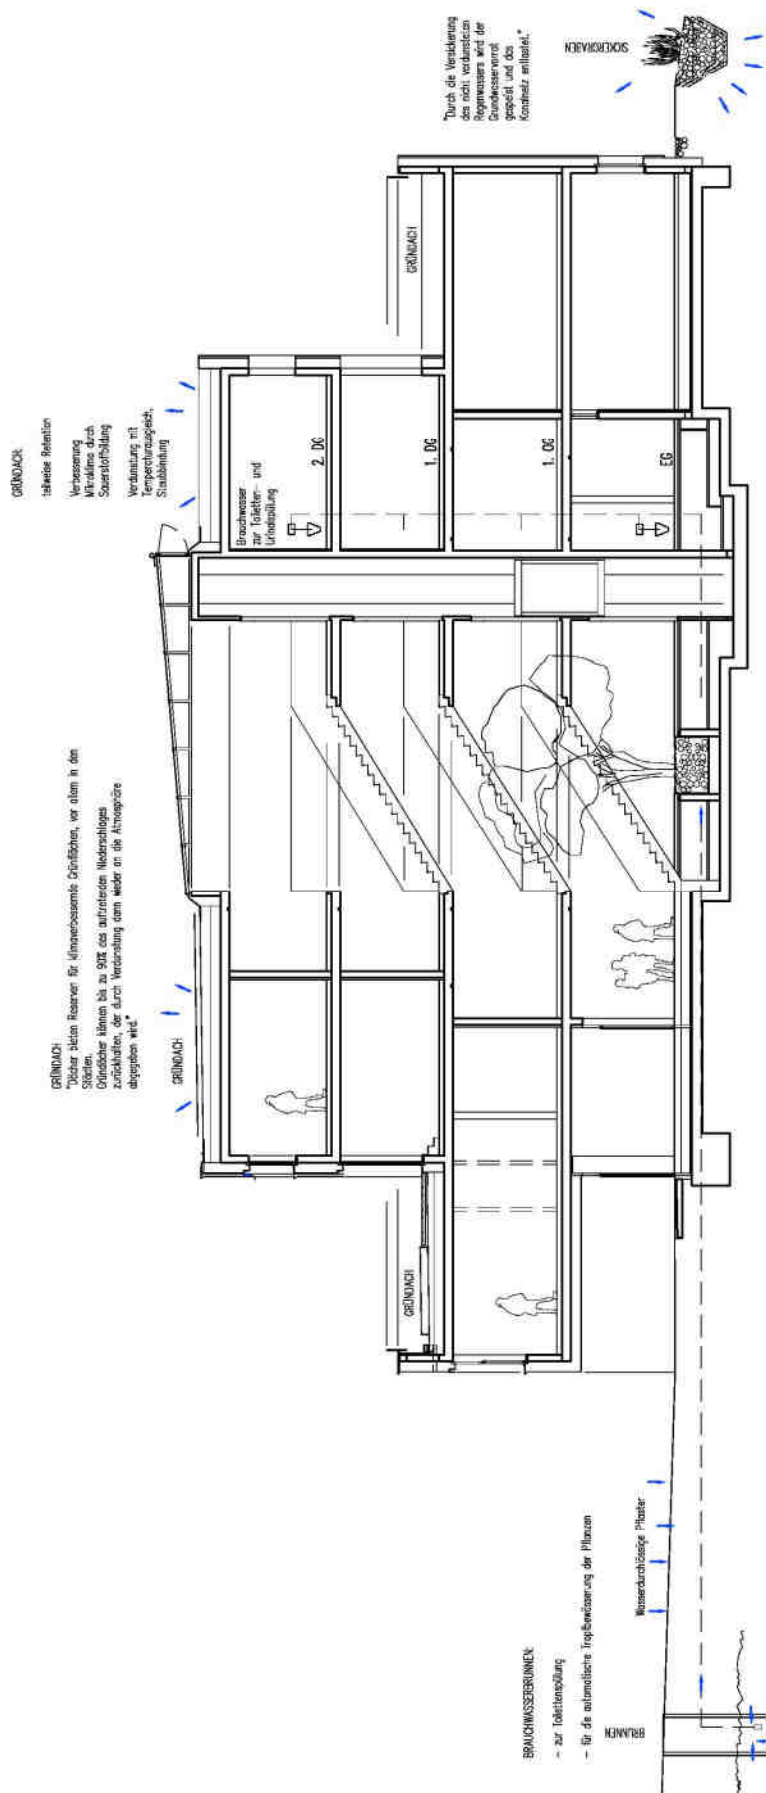 GRÜNDACH
"Dächer bieten Reserven für klimaverbessernde Grünflächen, vor allem in den
Städten.
Gründächer können bis zu 90% des auftretenden Niederschlages
zurückhalten, der durch Verdunstung dann wieder an die Atmosphäre
abgegeben wird."
GRÜNDACH:
teilweise Retention
Verbesserung
Mikroklima durch
Sauerstoffbildung
Verdunstung mit
Temperaturausgleich,
Staubbindung
GRÜNDACH
Brauchwasser
zur Toiletten- und
Urinalspülung
2. DG
1. DG
GRÜNDACH
GRÜNDACH
1. OG
EG
"Durch die Versickerung
des nicht verdunsteten
Regenwassers wird der
Grundwasservorrat
gespeist und das
Kanalnetz entlastet."
SICKERGRABEN
BRAUCHWASSERBRUNNEN:
- zur Toilettenspülung
- für die automatische Tropfbewässerung der Pflanzen
BRUNNEN
Wasserdurchlässige Pflaster